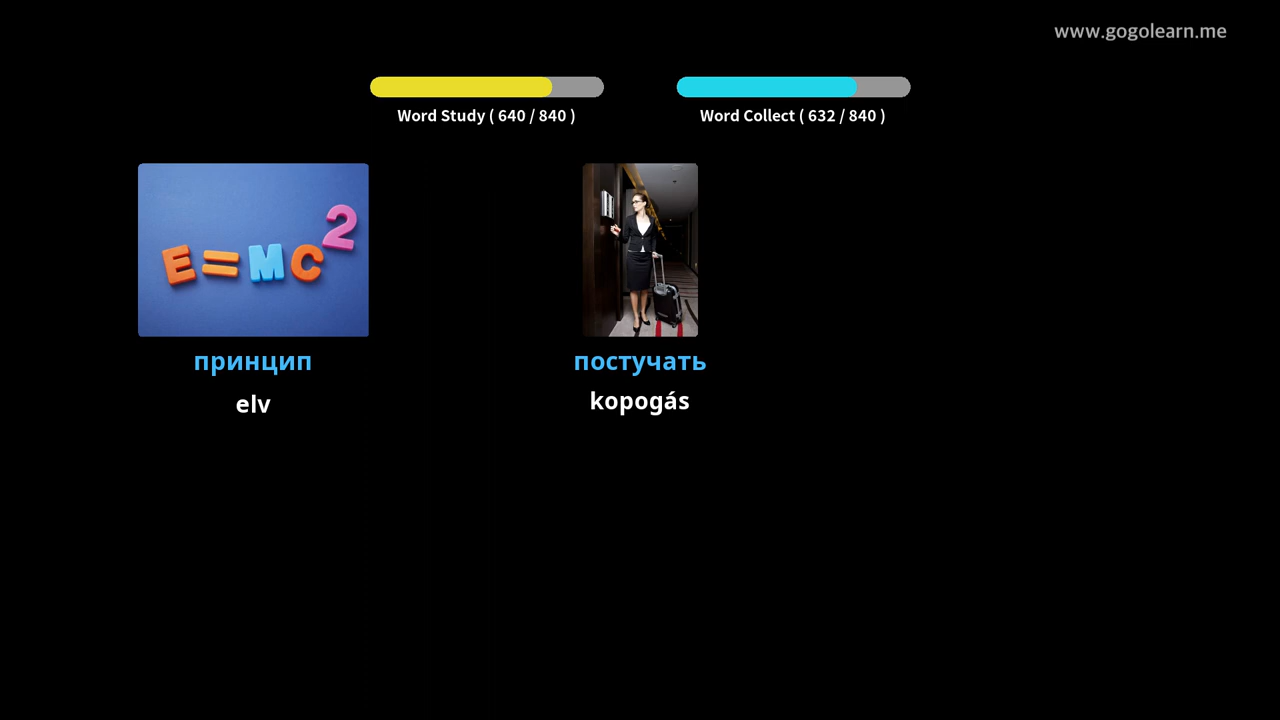 www.gogolearn.me
Word Study ( 640 / 840 )
Word Collect ( 632 / 840 )
E=MC2
принцип
elv
постучать
kopogás